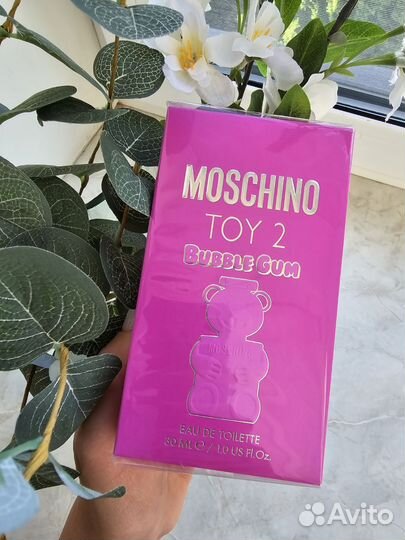 MOSCHINO
TOY 2
BUBBLE GUM
MOSCHINO
EAU DE TOILETTE
30 ML ℮ / 1.0 US Fl.Oz.
Avito